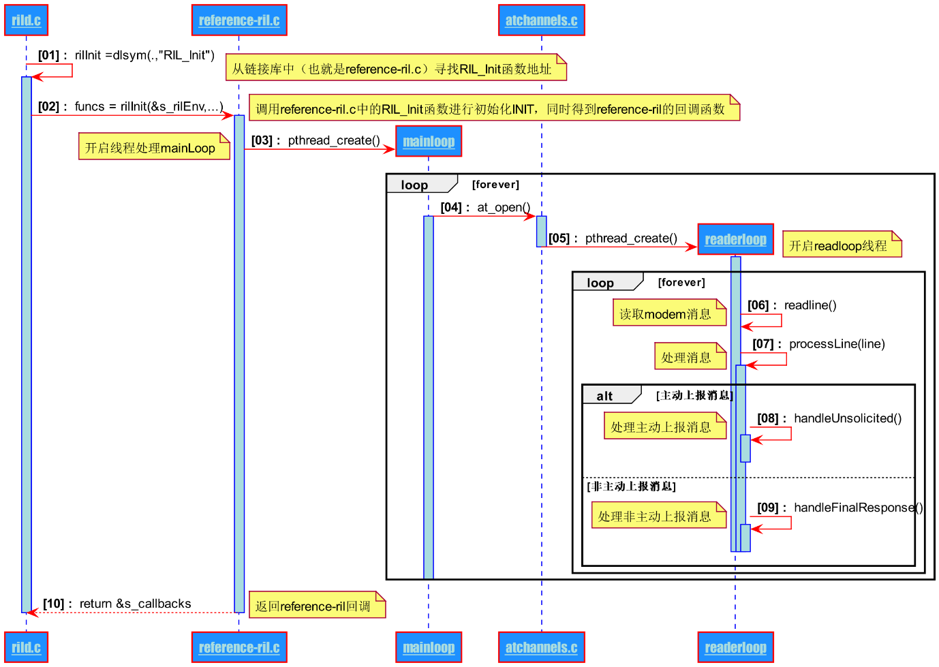 rild.c
reference-ril.c
atchannels.c
[01] : rilInit =dlsym(.,"RIL_Init")
从链接库中（也就是reference-ril.c）寻找RIL_Init函数地址
[02] : funcs = rilInit(&s_rilEnv,...)
调用reference-ril.c中的RIL_Init函数进行初始化INIT，同时得到reference-ril的回调函数
开启线程处理mainLoop
[03] : pthread_create()
mainloop
loop
[forever]
[04] : at_open()
[05] : pthread_create()
readerloop
开启readloop线程
loop
[forever]
读取modem消息
[06] : readline()
处理消息
[07] : processLine(line)
alt
[主动上报消息]
处理主动上报消息
[08] : handleUnsolicited()
[非主动上报消息]
处理非主动上报消息
[09] : handleFinalResponse()
[10] : return &s_callbacks
返回reference-ril回调
rild.c
reference-ril.c
mainloop
atchannels.c
readerloop